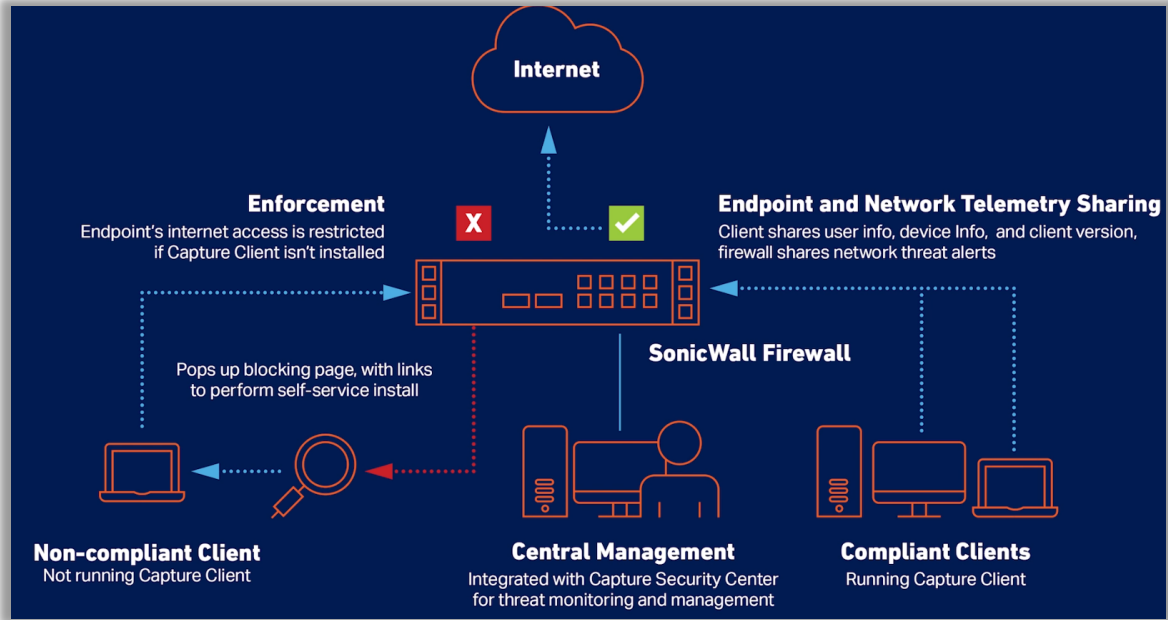 Internet
Enforcement
Endpoint's internet access is restricted
if Capture Client isn't installed
X
Endpoint and Network Telemetry Sharing
Client shares user info, device Info, and client version,
firewall shares network threat alerts
SonicWall Firewall
Pops up blocking page, with links
to perform self-service install
Non-compliant Client
Not running Capture Client
Central Management
Integrated with Capture Security Center
for threat monitoring and management
Compliant Clients
Running Capture Client